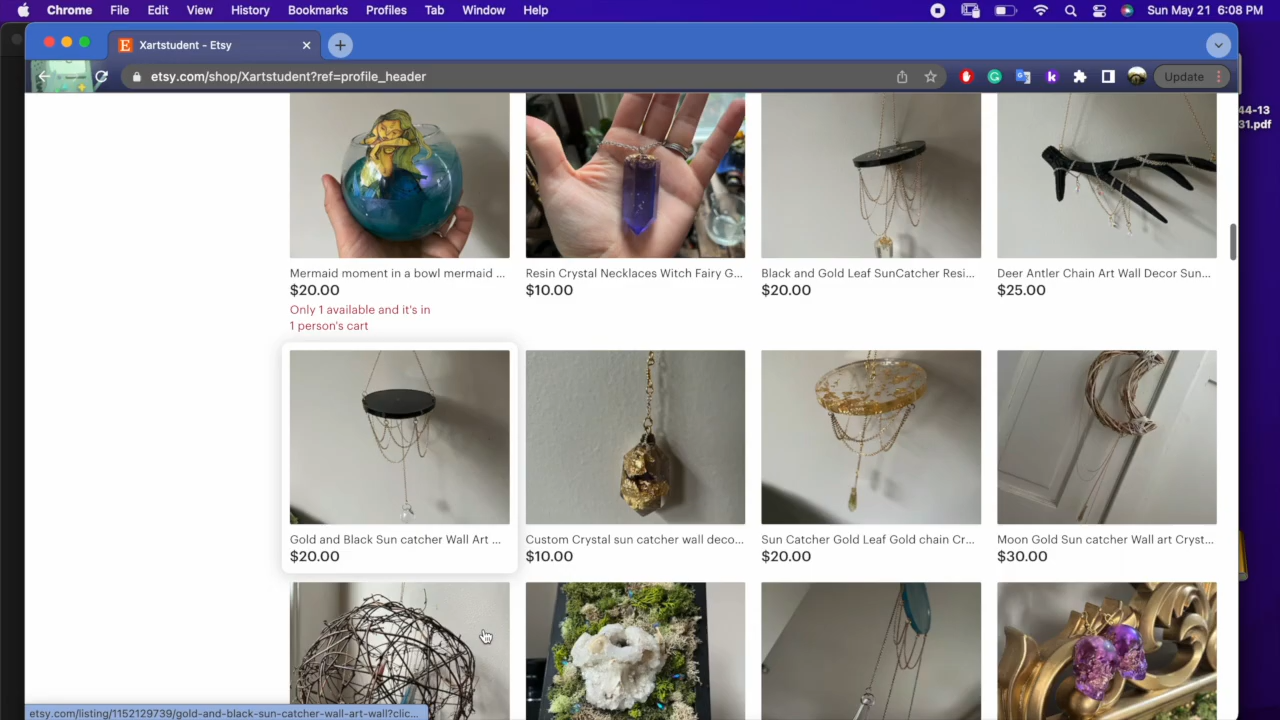 Chrome File Edit View History Bookmarks Profiles Tab Window Help Sun May 21 6:08 PM
Xartstudent - Etsy
etsy.com/shop/Xartstudent?ref=profile_header Update
44-13
31.pdf
Mermaid moment in a bowl mermaid ... Resin Crystal Necklaces Witch Fairy G... Black and Gold Leaf SunCatcher Resi... Deer Antler Chain Art Wall Decor Sun...
$20.00 $10.00 $20.00 $25.00
Only 1 available and it's in
1 person's cart
Gold and Black Sun catcher Wall Art ... Custom Crystal sun catcher wall deco... Sun Catcher Gold Leaf Gold chain Cr... Moon Gold Sun catcher Wall art Cryst...
$20.00 $10.00 $20.00 $30.00
etsy.com/listing/1152129739/gold-and-black-sun-catcher-wall-art-wall?clic...